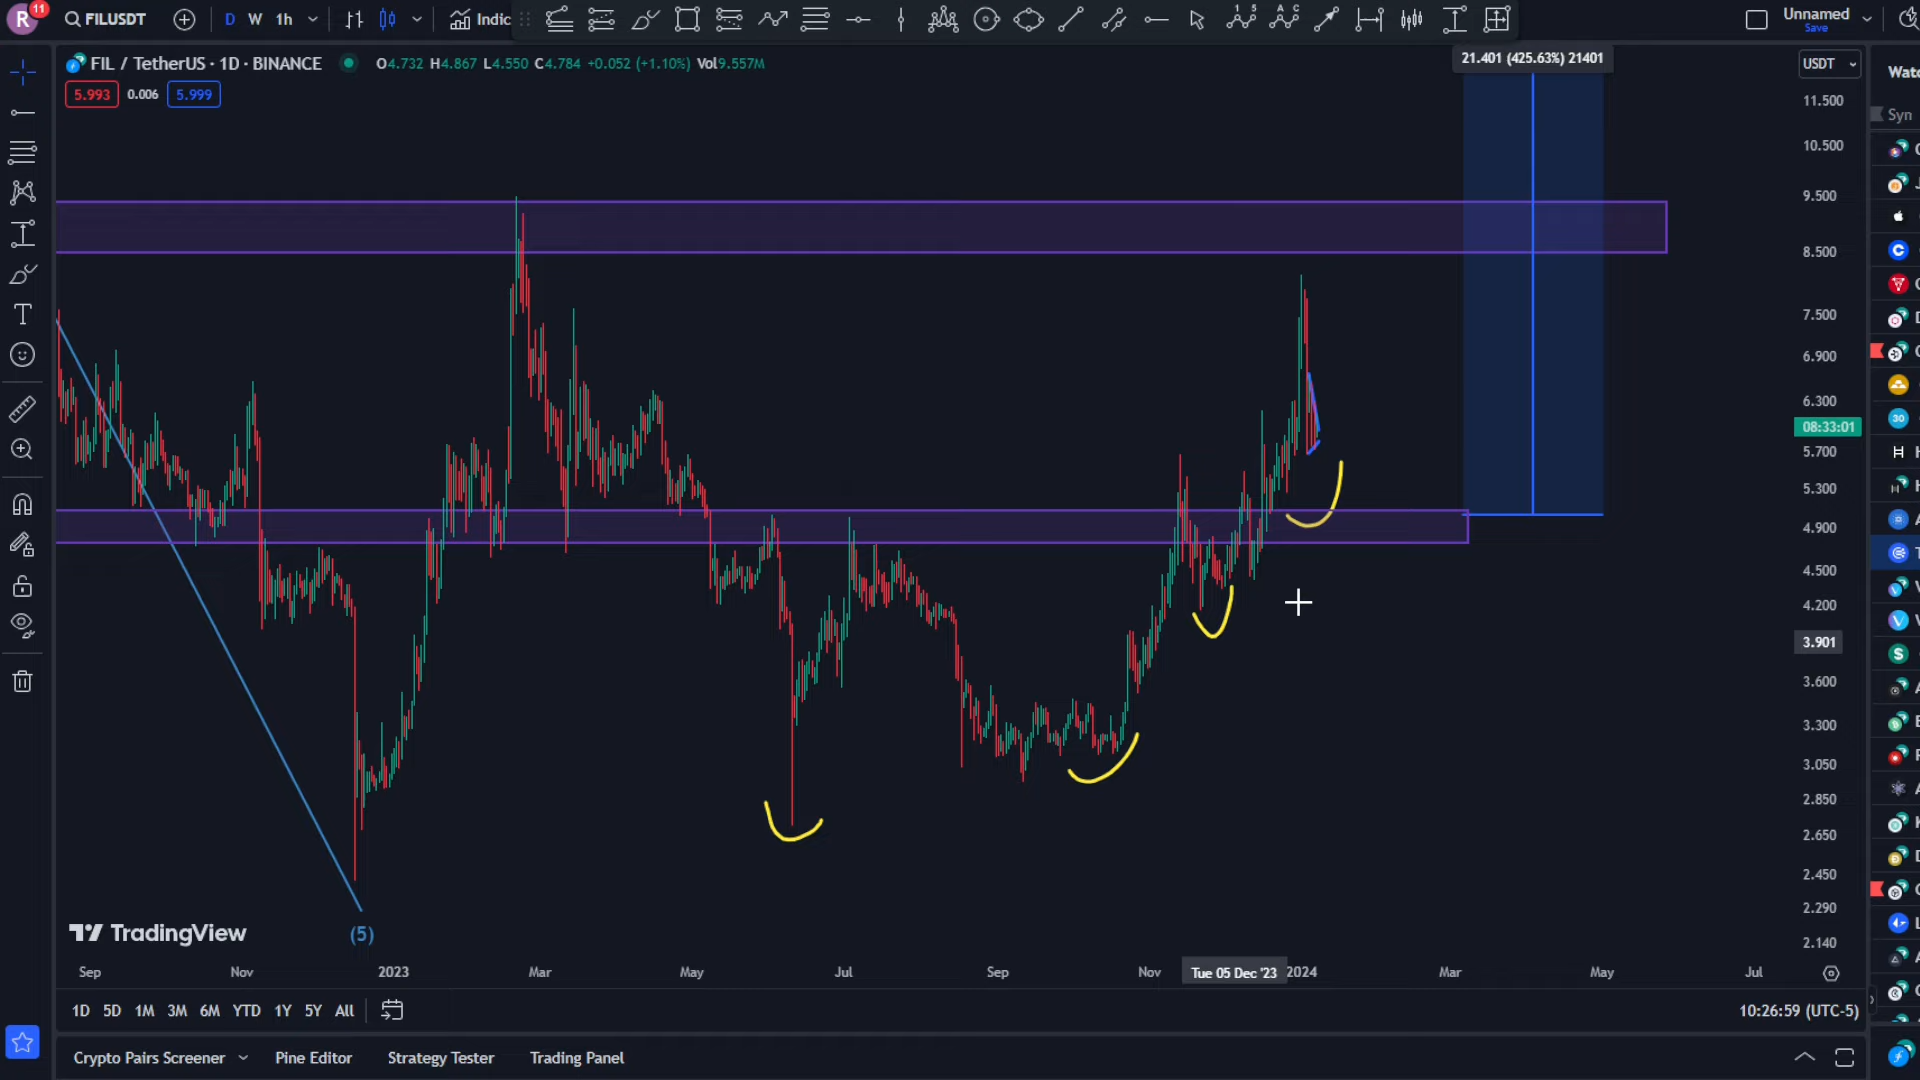 R
11
FILUSDT
D W 1h
Indic
Unnamed
Save
FIL / TetherUS · 1D · BINANCE
O4.732 H4.867 L4.550 C4.784 +0.052 (+1.10%) Vol9.557M
5.993 0.006 5.999
21.401 (425.63%) 21401
USDT
11.500
10.500
9.500
8.500
7.500
6.900
6.300
08:33:01
5.700
5.300
4.900
4.500
4.200
3.901
3.600
3.300
3.050
2.850
2.650
2.450
2.290
2.140
Syn
30
TradingView
(5)
Sep Nov 2023 Mar May Jul Sep Nov Tue 05 Dec '23 2024 Mar May Jul
1D 5D 1M 3M 6M YTD 1Y 5Y All
10:26:59 (UTC-5)
Crypto Pairs Screener Pine Editor Strategy Tester Trading Panel